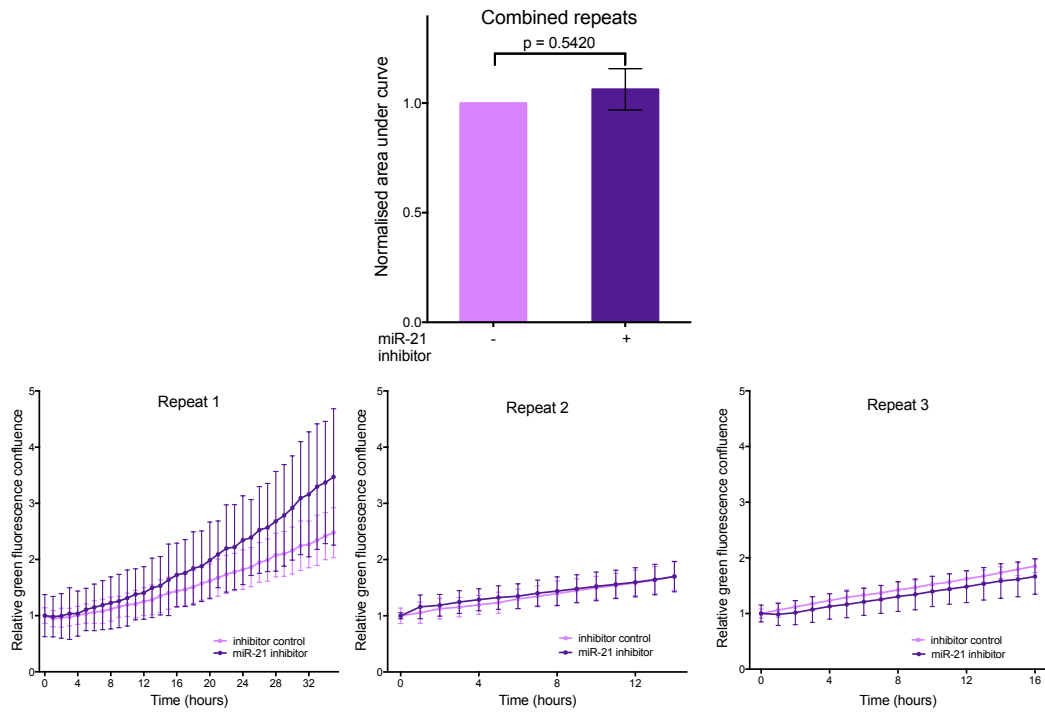 Combined repeats
p = 0.5420
Normalised area under curve
1.0
0.5
0.0
miR-21
inhibitor
-
+
Repeat 1
Relative green fluorescence confluence
5
4
3
2
1
0
0 4 8 12 16 20 24 28 32
Time (hours)
inhibitor control
miR-21 inhibitor
Repeat 2
Relative green fluorescence confluence
5
4
3
2
1
0
0 4 8 12
Time (hours)
inhibitor control
miR-21 inhibitor
Repeat 3
Relative green fluorescence confluence
5
4
3
2
1
0
0 4 8 12 16
Time (hours)
inhibitor control
miR-21 inhibitor